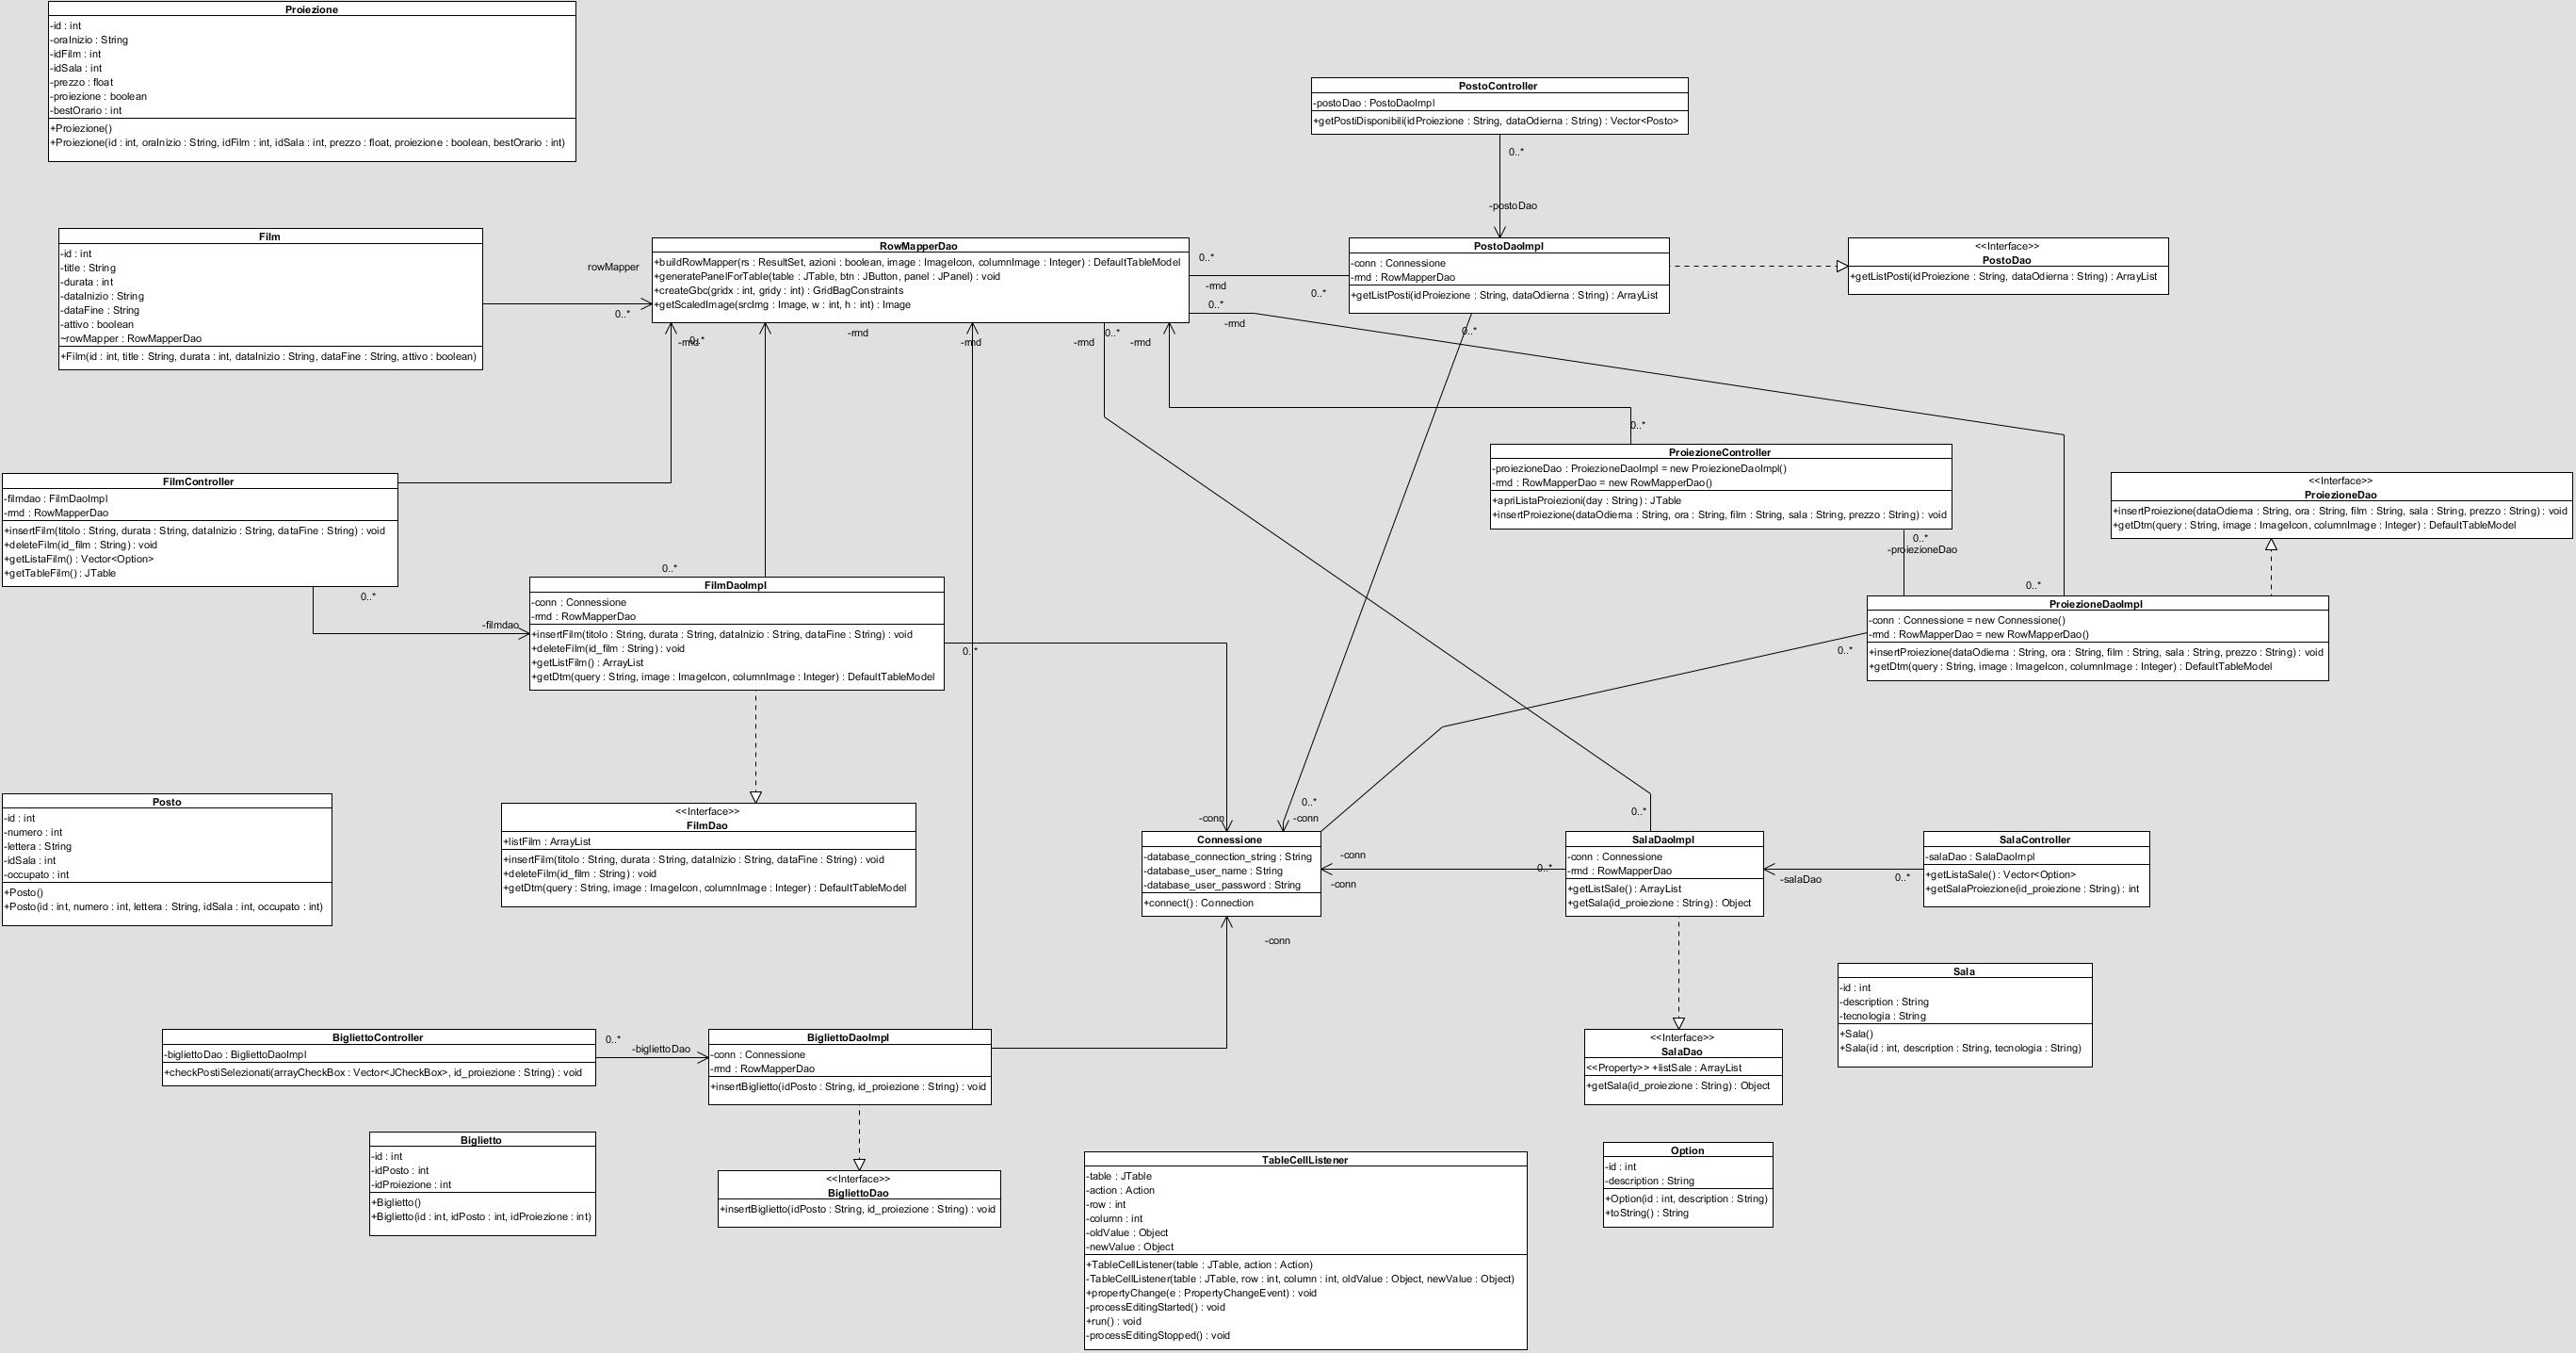 Proiezione
-id : int
-oraInizio : String
-idFilm : int
-idSala : int
-prezzo : float
-proiezione : boolean
-bestOrario : int
+Proiezione()
+Proiezione(id : int, oraInizio : String, idFilm : int, idSala : int, prezzo : float, proiezione : boolean, bestOrario : int)
PostoController
-postoDao : PostoDaoImpl
+getPostiDisponibili(idProiezione : String, dataOdierna : String) : Vector<Posto>
0..*
-postoDao
Film
-id : int
-title : String
-durata : int
-dataInizio : String
-dataFine : String
-attivo : boolean
~rowMapper : RowMapperDao
+Film(id : int, title : String, durata : int, dataInizio : String, dataFine : String, attivo : boolean)
rowMapper
0..*
RowMapperDao
+buildRowMapper(rs : ResultSet, azioni : boolean, image : ImageIcon, columnImage : Integer) : DefaultTableModel
+generatePanelForTable(table : JTable, btn : JButton, panel : JPanel) : void
+createGbc(gridx : int, gridy : int) : GridBagConstraints
+getScaledImage(srcImg : Image, w : int, h : int) : Image
0..*
-rmd
0..*
0..*
-rmd
PostoDaoImpl
-conn : Connessione
-rmd : RowMapperDao
+getListPosti(idProiezione : String, dataOdierna : String) : ArrayList
0..*
<<Interface>>
PostoDao
+getListPosti(idProiezione : String, dataOdierna : String) : ArrayList
-rmd
0..*
-rmd
-rmd
-rmd
0..*
-rmd
0..*
ProiezioneController
-proiezioneDao : ProiezioneDaoImpl = new ProiezioneDaoImpl()
-rmd : RowMapperDao = new RowMapperDao()
+apriListaProiezioni(day : String) : JTable
+insertProiezione(dataOdierna : String, ora : String, film : String, sala : String, prezzo : String) : void
0..*
-proiezioneDao
<<Interface>>
ProiezioneDao
+insertProiezione(dataOdierna : String, ora : String, film : String, sala : String, prezzo : String) : void
+getDtm(query : String, image : ImageIcon, columnImage : Integer) : DefaultTableModel
FilmController
-filmdao : FilmDaoImpl
-rmd : RowMapperDao
+insertFilm(titolo : String, durata : String, dataInizio : String, dataFine : String) : void
+deleteFilm(id_film : String) : void
+getListaFilm() : Vector<Option>
+getTableFilm() : JTable
0..*
-filmdao
0..*
FilmDaoImpl
-conn : Connessione
-rmd : RowMapperDao
+insertFilm(titolo : String, durata : String, dataInizio : String, dataFine : String) : void
+deleteFilm(id_film : String) : void
+getListFilm() : ArrayList
+getDtm(query : String, image : ImageIcon, columnImage : Integer) : DefaultTableModel
0..*
0..*
ProiezioneDaoImpl
-conn : Connessione = new Connessione()
-rmd : RowMapperDao = new RowMapperDao()
+insertProiezione(dataOdierna : String, ora : String, film : String, sala : String, prezzo : String) : void
+getDtm(query : String, image : ImageIcon, columnImage : Integer) : DefaultTableModel
0..*
Posto
-id : int
-numero : int
-lettera : String
-idSala : int
-occupato : int
+Posto()
+Posto(id : int, numero : int, lettera : String, idSala : int, occupato : int)
<<Interface>>
FilmDao
+listFilm : ArrayList
+insertFilm(titolo : String, durata : String, dataInizio : String, dataFine : String) : void
+deleteFilm(id_film : String) : void
+getDtm(query : String, image : ImageIcon, columnImage : Integer) : DefaultTableModel
0..*
-conn
-conn
Connessione
-database_connection_string : String
-database_user_name : String
-database_user_password : String
+connect() : Connection
-conn
-conn
0..*
-conn
0..*
SalaDaoImpl
-conn : Connessione
-rmd : RowMapperDao
+getListSale() : ArrayList
+getSala(id_proiezione : String) : Object
-salaDao
0..*
SalaController
-salaDao : SalaDaoImpl
+getListaSale() : Vector<Option>
+getSalaProiezione(id_proiezione : String) : int
Sala
-id : int
-description : String
-tecnologia : String
+Sala()
+Sala(id : int, description : String, tecnologia : String)
BigliettoController
-bigliettoDao : BigliettoDaoImpl
+checkPostiSelezionati(arrayCheckBox : Vector<JCheckBox>, id_proiezione : String) : void
0..*
-bigliettoDao
BigliettoDaoImpl
-conn : Connessione
-rmd : RowMapperDao
+insertBiglietto(idPosto : String, id_proiezione : String) : void
<<Interface>>
SalaDao
<<Property>> +listSale : ArrayList
+getSala(id_proiezione : String) : Object
Biglietto
-id : int
-idPosto : int
-idProiezione : int
+Biglietto()
+Biglietto(id : int, idPosto : int, idProiezione : int)
<<Interface>>
BigliettoDao
+insertBiglietto(idPosto : String, id_proiezione : String) : void
TableCellListener
-table : JTable
-action : Action
-row : int
-column : int
-oldValue : Object
-newValue : Object
+TableCellListener(table : JTable, action : Action)
-TableCellListener(table : JTable, row : int, column : int, oldValue : Object, newValue : Object)
+propertyChange(e : PropertyChangeEvent) : void
-processEditingStarted() : void
+run() : void
-processEditingStopped() : void
Option
-id : int
-description : String
+Option(id : int, description : String)
+toString() : String